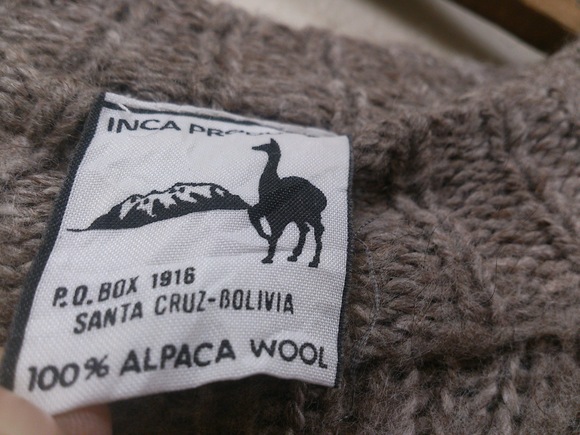 INCA
P.O. BOX 1916
SANTA CRUZ-BOLIVIA
100% ALPACA WOOL